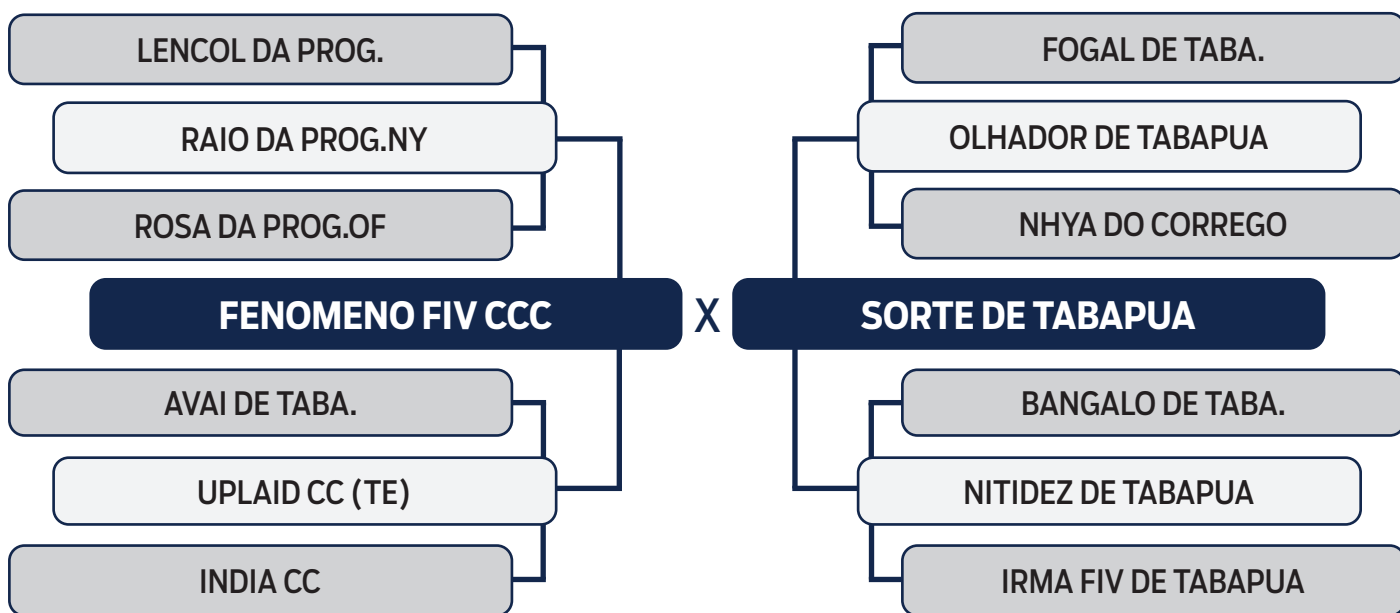 LENCOL DA PROG.
FOGAL DE TABA.
RAIO DA PROG.NY
OLHADOR DE TABAPUA
ROSA DA PROG.OF
NHYA DO CORREGO
FENOMENO FIV CCC
X
SORTE DE TABAPUA
AVAI DE TABA.
BANGALO DE TABA.
UPLAID CC (TE)
NITIDEZ DE TABAPUA
INDIA CC
IRMA FIV DE TABAPUA